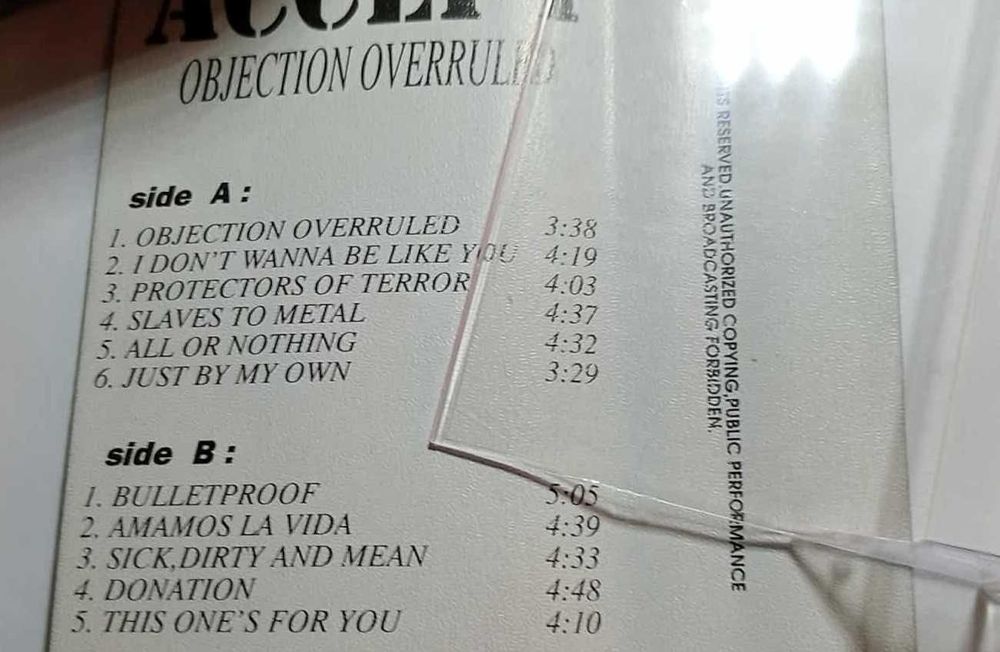 ACCEPT
OBJECTION OVERRULED
side A:
1. OBJECTION OVERRULED 3:38
2. I DON'T WANNA BE LIKE YOU 4:19
3. PROTECTORS OF TERROR 4:03
4. SLAVES TO METAL 4:37
5. ALL OR NOTHING 4:32
6. JUST BY MY OWN 3:29
side B:
1. BULLETPROOF 5:05
2. AMAMOS LA VIDA 4:39
3. SICK,DIRTY AND MEAN 4:33
4. DONATION 4:48
5. THIS ONE'S FOR YOU 4:10
RESERVED,UNAUTHORIZED COPYING,PUBLIC PERFORMANCE
AND BROADCASTING FORBIDDEN.